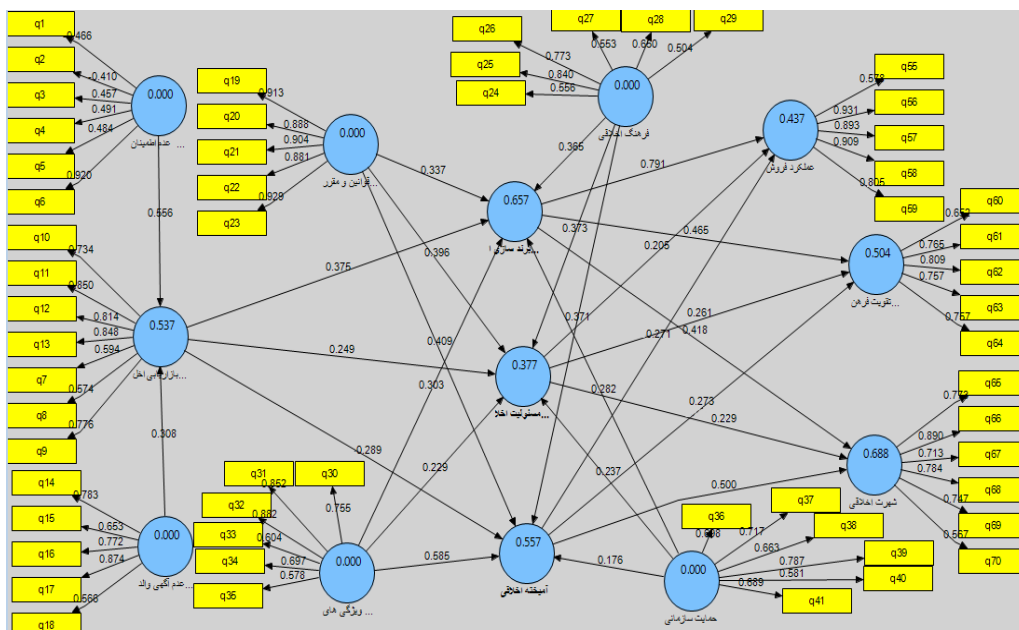 q1
0.466
q2
0.410
q3
0.457
q4
0.491
q5
0.484
q6
0.920
0.000
عدم اطمینان ...
0.556
q19
0.913
q20
0.888
q21
0.904
q22
0.881
q23
0.929
0.000
قوانین و مقرر...
q26
0.773
q25
0.840
q24
0.556
q27
0.553
q28
0.660
q29
0.504
0.000
فرهنگ اخلاقی
0.437
عملکرد فروش
0.578
q55
0.931
q56
0.893
q57
0.909
q58
0.805
q59
0.337
0.365
0.791
0.657
برند سازی ا...
0.396
0.375
0.373
0.205
0.465
0.504
تقویت فرهن...
0.652
q60
0.765
q61
0.809
q62
0.757
q63
0.767
q64
q10
0.734
q11
0.850
q12
0.814
q13
0.848
q7
0.594
q8
0.574
q9
0.776
0.537
بازاریابی اخل...
0.371
0.261
0.271
0.418
0.249
0.409
0.303
0.377
مسئولیت اخلا...
0.282
0.273
0.229
0.308
0.289
0.229
0.237
0.688
شهرت اخلاقی
0.773
q65
0.890
q66
0.713
q67
0.784
q68
0.747
q69
0.567
q70
q14
0.783
q15
0.653
q16
0.772
q17
0.874
q18
0.568
0.000
عدم آگهی والد...
q31
0.852
q30
0.755
q32
0.882
q33
0.604
q34
0.697
q35
0.578
0.000
ویژگی های ...
0.585
0.500
0.557
آمیخته اخلاقی
0.176
0.000
حمایت سازمانی
q36
0.698
q37
0.717
q38
0.663
q39
0.787
q40
0.581
q41
0.689